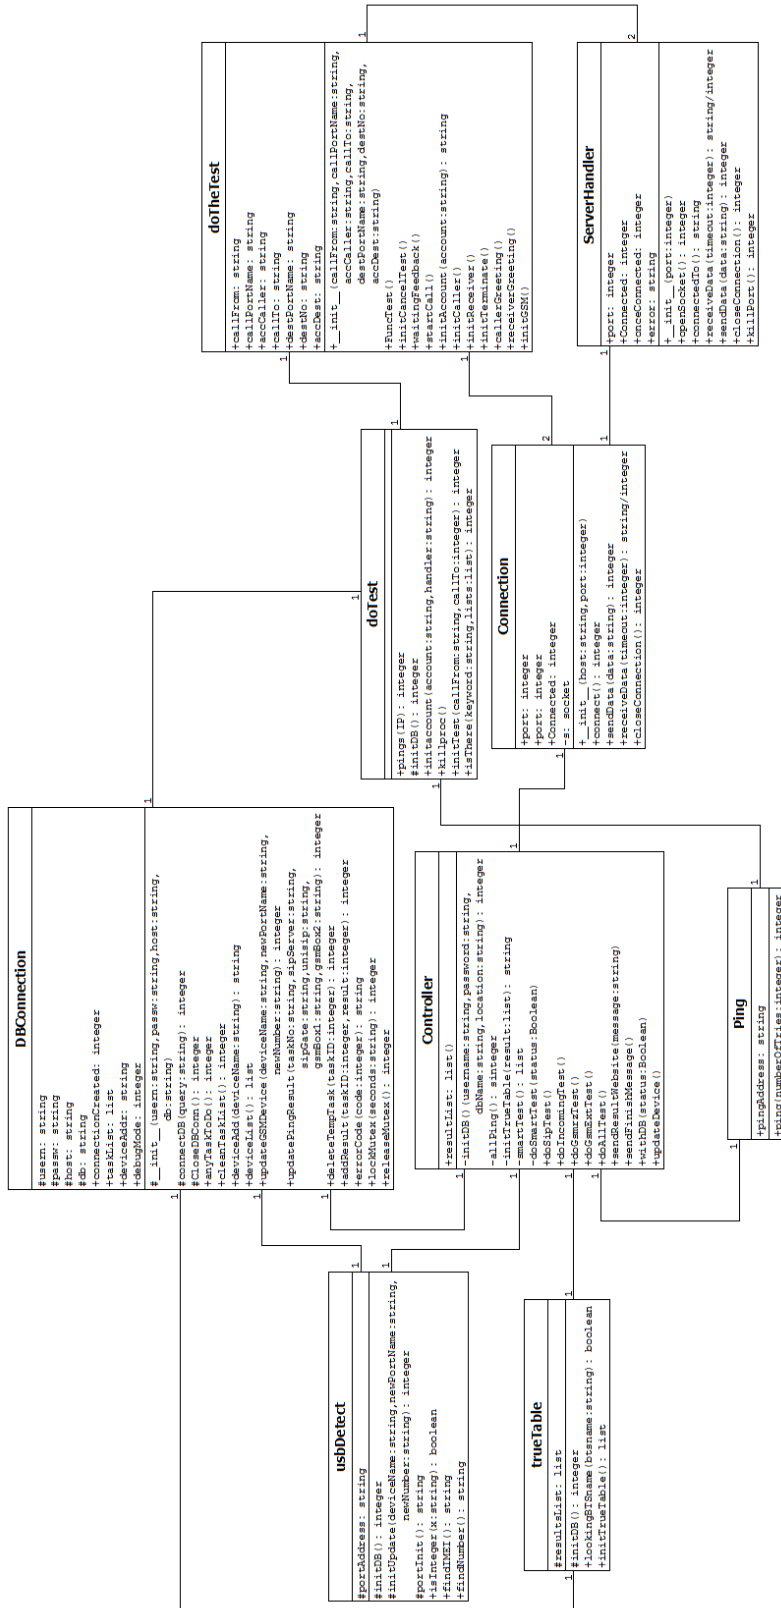 DBConnection
#usern: string
#passw: string
#host: string
#db: string
+connectionCreated: integer
+taskList: list
+deviceAddr: string
+debugMode: integer
#__init__(usern:string,passw:string,host:string,
db:string)
#connectDB(query:string): integer
#CloseDBConn(): integer
+anyTaskToDo(): integer
+cleanTaskList(): integer
+deviceAdd(deviceName:string): string
+deviceList(): list
+updateGSMDevice(deviceName:string,newPortName:string,
newNumber:string): integer
+updatePingResult(taskNo:string,sipServer:string,
sipGate:string,unisip:string,
gsmBox1:string,gsmBox2:string): integer
+deleteTempTask(taskID:integer): integer
+addResult(taskID:integer,result:integer): integer
+errorCode(code:integer): string
+lockMutex(seconds:string): integer
+releaseMutex(): integer
doTheTest
+callFrom: string
+callPortName: string
+accCaller: string
+callTo: string
+destPortName: string
+destNo: string
+accDest: string
+__init__(callFrom:string,callPortName:string,
accCaller:string,callTo:string,
destPortName:string,destNo:string,
accDest:string)
+FuncTest()
+initCancelTest()
+waitingFeedback()
+startCall()
+initAccount(account:string): string
+initCaller()
+initReceiver()
+initTerminate()
+callerGreeting()
+receiverGreeting()
+initGSM()
usbDetect
#portAddress: string
#initDB(): integer
#initUpdate(deviceName:string,newPortName:string,
newNumber:string): integer
#portInit(): string
+isInteger(x:string): boolean
+findIMEI(): string
+findNumber(): string
doTest
+pings(IP): integer
#initDB(): integer
+initaccount(account:string,handler:string): integer
+killproc()
+initTest(callFrom:string,callTo:integer): integer
+isThere(keyword:string,lists:list): integer
Controller
+resultList: list()
-initDB()(username:string,password:string,
dbName:string,location:string): integer
-allPing(): sinteger
-initTrueTable(result:list): string
-smartTest(): list
-doSmartTest(status:Boolean)
+doSipTest()
+doIncomingTest()
+doGsmrzTest()
+doGsmExtTest()
+doAllTest()
+sendResultWebsite(message:string)
+sendFinishMessage()
+withDB(status:Boolean)
+updateDevice()
Connection
+port: integer
+port: integer
+Connected: integer
-s: socket
+__init__(host:string,port:integer)
+connect(): integer
+sendData(data:string): integer
+receiveData(timeout:integer): string/integer
+closeConnection(): integer
ServerHandler
+port: integer
+Connected: integer
+onceConnected: integer
+error: string
+__init__(port:integer)
+openSocket(): integer
+connectedTo(): string
+receiveData(timeout:integer): string/integer
+sendData(data:string): integer
+closeConnection(): integer
+killPort(): integer
trueTable
#resultsList: list
#initDB(): integer
+lookingBTSname(btsname:string): boolean
+initTrueTable(): list
Ping
+pingAddress: string
+ping(numberOfTries:integer): integer